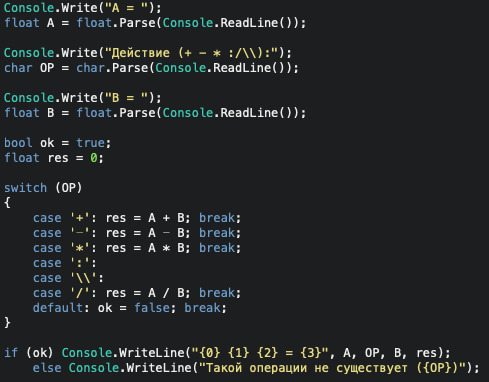 Console.Write("A = ");
float A = float.Parse(Console.ReadLine());
Console.Write("Действие (+ - * :/\\):");
char OP = char.Parse(Console.ReadLine());
Console.Write("B = ");
float B = float.Parse(Console.ReadLine());
bool ok = true;
float res = 0;
switch (OP)
{
    case '+': res = A + B; break;
    case '-': res = A - B; break;
    case '*': res = A * B; break;
    case ':':
    case '\\':
    case '/': res = A / B; break;
    default: ok = false; break;
}
if (ok) Console.WriteLine("{0} {1} {2} = {3}", A, OP, B, res);
    else Console.WriteLine("Такой операции не существует ({OP})");